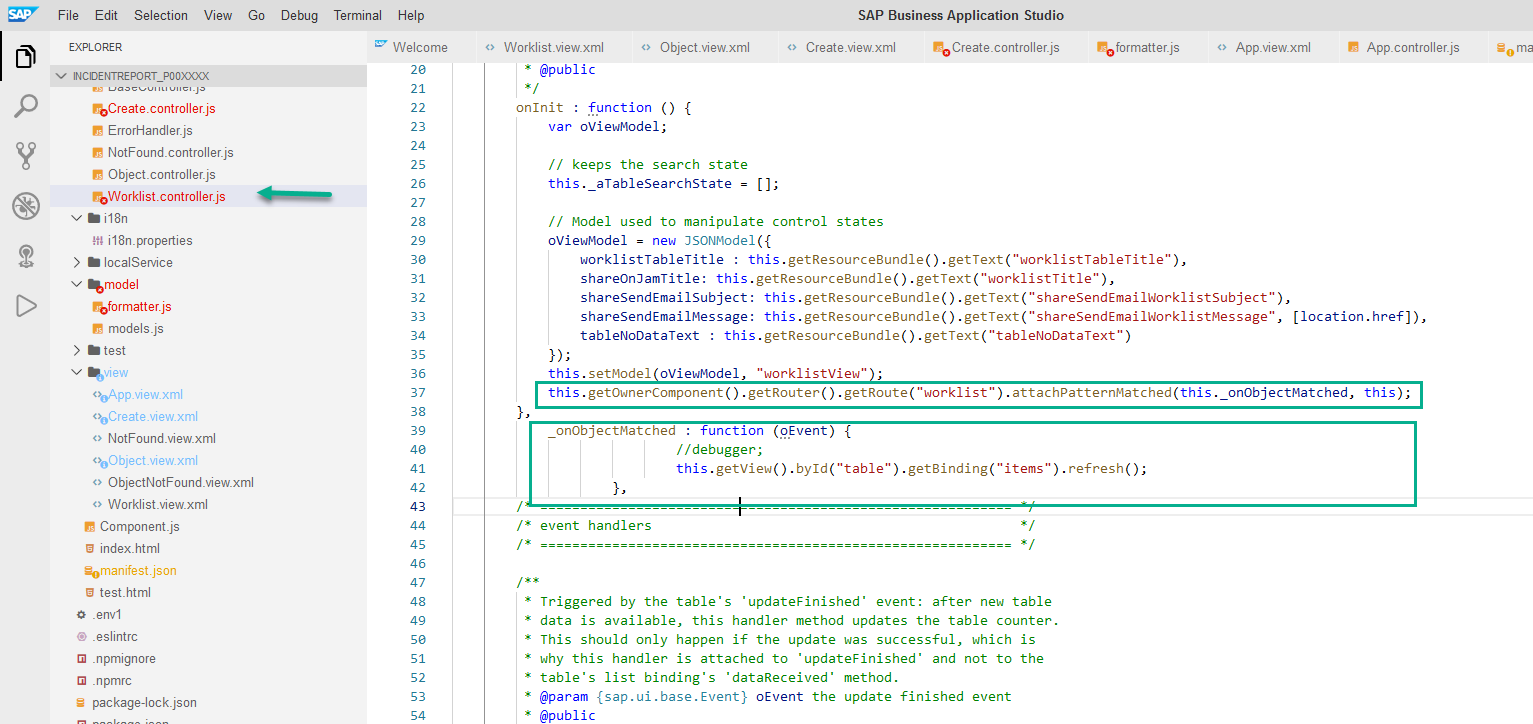 SAP File Edit Selection View Go Debug Terminal Help SAP Business Application Studio
EXPLORER
INCIDENTREPORT_P00XXXX
BaseController.js
Create.controller.js
ErrorHandler.js
NotFound.controller.js
Object.controller.js
Worklist.controller.js
i18n
i18n.properties
localService
model
formatter.js
models.js
test
view
App.view.xml
Create.view.xml
NotFound.view.xml
Object.view.xml
ObjectNotFound.view.xml
Worklist.view.xml
Component.js
index.html
manifest.json
test.html
.env1
.eslintrc
.npmignore
.npmrc
package-lock.json
package.json
Welcome Worklist.view.xml Object.view.xml Create.view.xml Create.controller.js formatter.js App.view.xml App.controller.js ma
20 * @public
21 */
22 onInit : function () {
23 var oViewModel;
24
25 // keeps the search state
26 this._aTableSearchState = [];
27
28 // Model used to manipulate control states
29 oViewModel = new JSONModel({
30 worklistTableTitle : this.getResourceBundle().getText("worklistTableTitle"),
31 shareOnJamTitle: this.getResourceBundle().getText("worklistTitle"),
32 shareSendEmailSubject: this.getResourceBundle().getText("shareSendEmailWorklistSubject"),
33 shareSendEmailMessage: this.getResourceBundle().getText("shareSendEmailWorklistMessage", [location.href]),
34 tableNoDataText : this.getResourceBundle().getText("tableNoDataText")
35 });
36 this.setModel(oViewModel, "worklistView");
37 this.getOwnerComponent().getRouter().getRoute("worklist").attachPatternMatched(this._onObjectMatched, this);
38 },
39 _onObjectMatched : function (oEvent) {
40 //debugger;
41 this.getView().byId("table").getBinding("items").refresh();
42 },
43 /* =========================================================== */
44 /* event handlers */
45 /* =========================================================== */
46
47 /**
48 * Triggered by the table's 'updateFinished' event: after new table
49 * data is available, this handler method updates the table counter.
50 * This should only happen if the update was successful, which is
51 * why this handler is attached to 'updateFinished' and not to the
52 * table's list binding's 'dataReceived' method.
53 * @param {sap.ui.base.Event} oEvent the update finished event
54 * @public